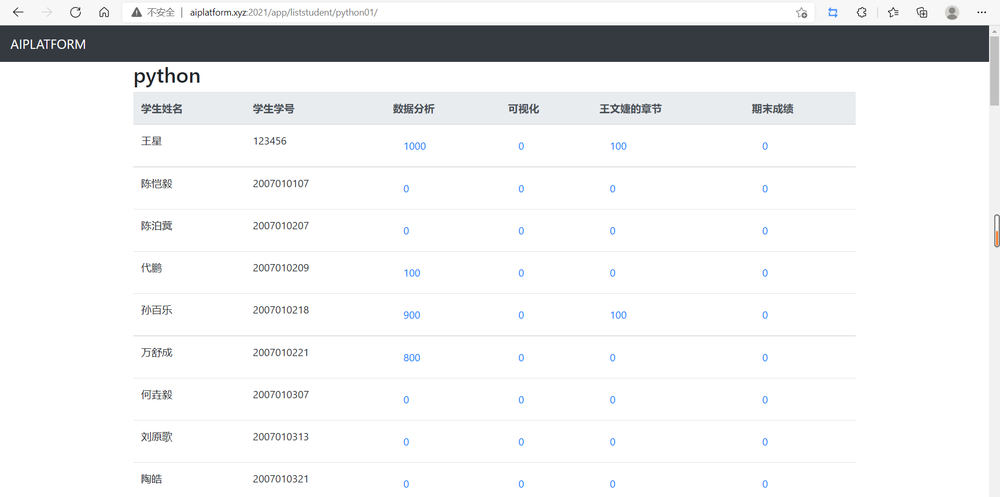 不安全 aiplatform.xyz:2021/app/liststudent/python01/
AIPLATFORM
python
学生姓名 学生学号 数据分析 可视化 王文婕的章节 期末成绩
王星 123456 1000 0 100 0
陈恺毅 2007010107 0 0 0 0
陈泊蓂 2007010207 0 0 0 0
代鹏 2007010209 100 0 0 0
孙百乐 2007010218 900 0 100 0
万舒成 2007010221 800 0 0 0
何垚毅 2007010307 0 0 0 0
刘原歌 2007010313 0 0 0 0
陶皓 2007010321 0 0 0 0